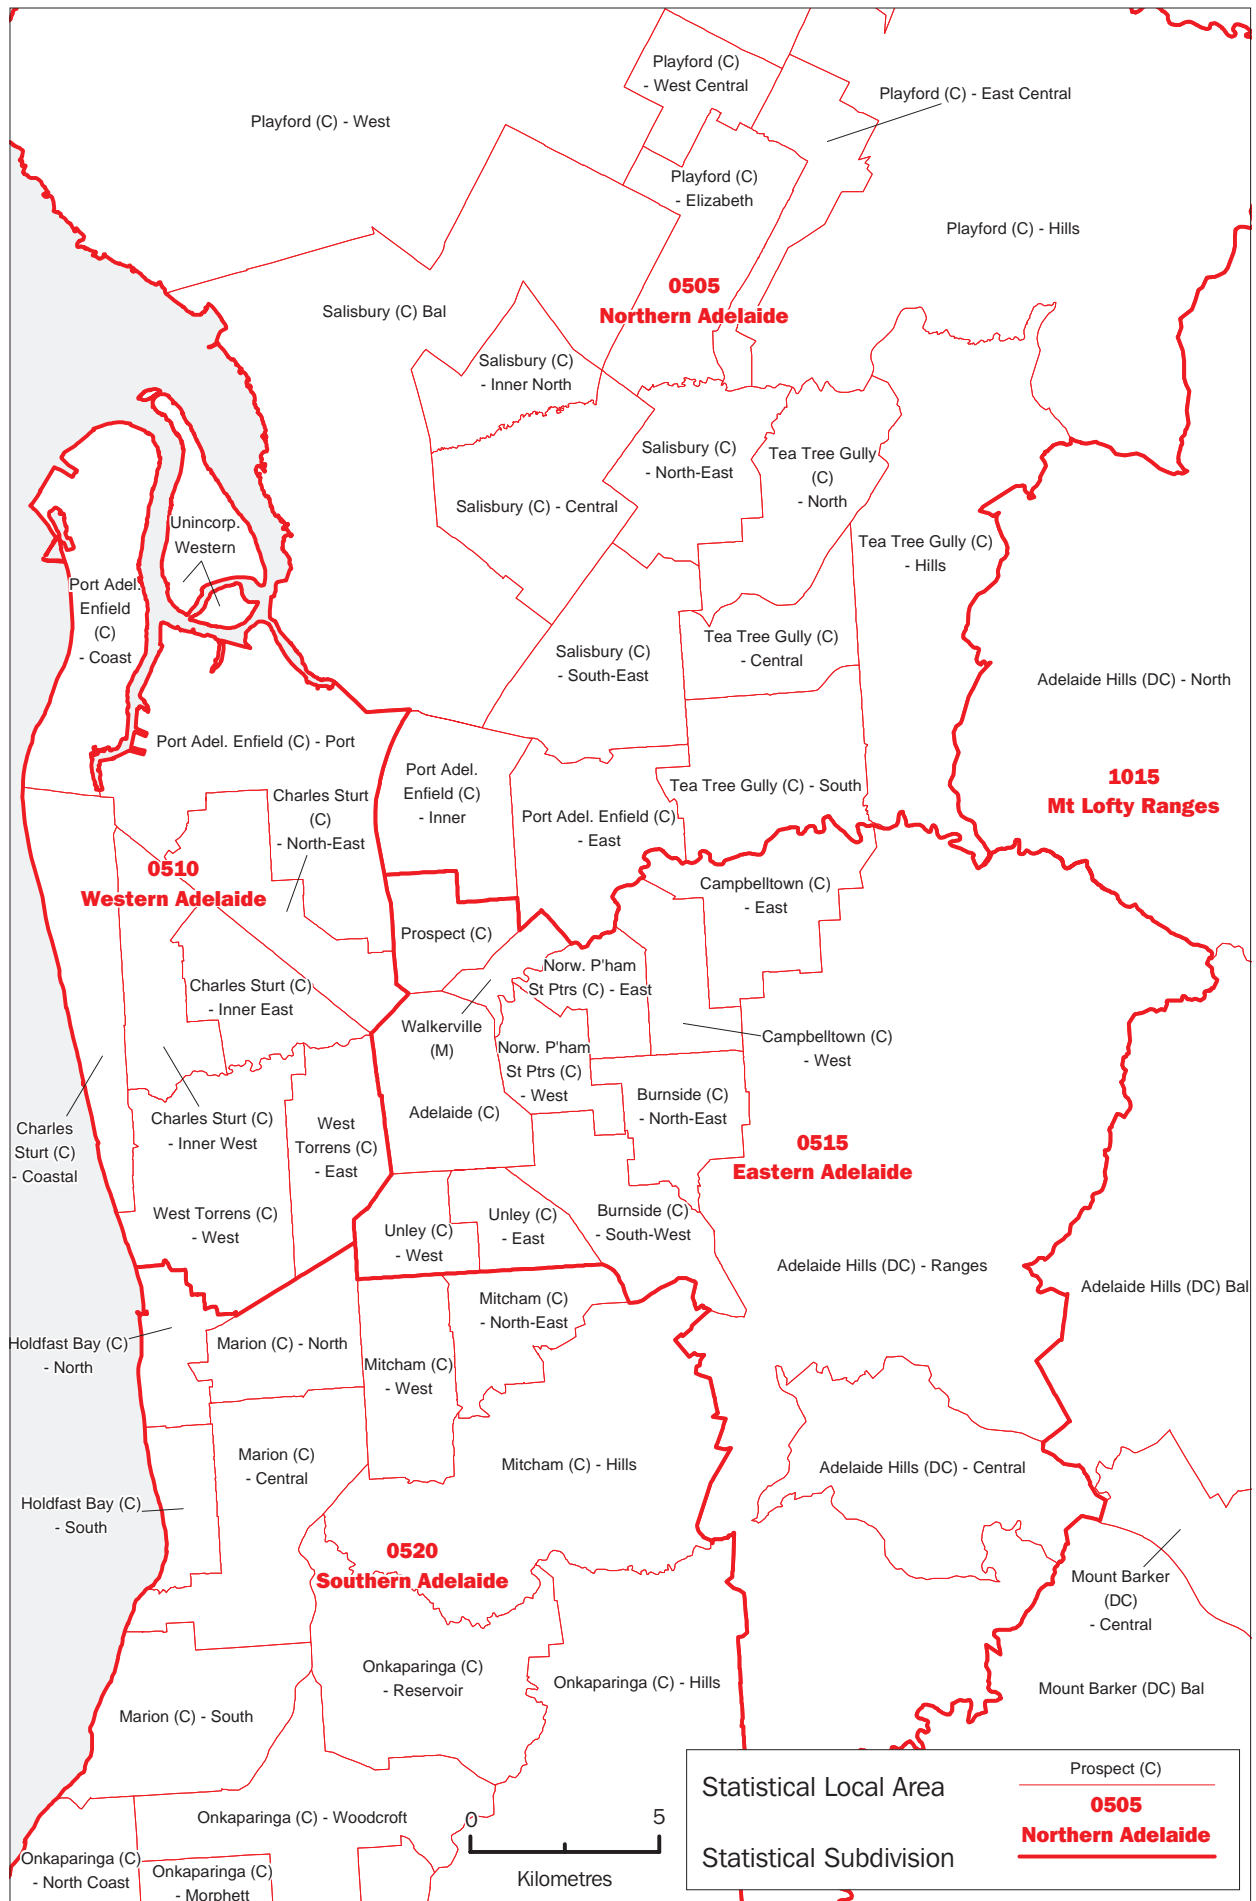 Playford (C)
- West Central
Playford (C) - East Central
Playford (C) - West
Playford (C)
- Elizabeth
Playford (C) - Hills
0505
Northern Adelaide
Salisbury (C) Bal
Salisbury (C)
- Inner North
Salisbury (C)
- North-East
Tea Tree Gully
(C)
- North
Salisbury (C) - Central
Unincorp.
Western
Tea Tree Gully (C)
- Hills
Port Adel.
Enfield
(C)
- Coast
Salisbury (C)
- South-East
Tea Tree Gully (C)
- Central
Adelaide Hills (DC) - North
Port Adel. Enfield (C) - Port
Port Adel.
Enfield (C)
- Inner
Tea Tree Gully (C) - South
1015
Mt Lofty Ranges
Charles Sturt
(C)
- North-East
Port Adel. Enfield (C)
- East
0510
Western Adelaide
Campbelltown (C)
- East
Prospect (C)
Norw. P'ham
St Ptrs (C) - East
Charles Sturt (C)
- Inner East
Walkerville
(M)
Campbelltown (C)
- West
Norw. P'ham
St Ptrs (C)
- West
Burnside (C)
- North-East
Adelaide (C)
Charles
Sturt (C)
- Coastal
Charles Sturt (C)
- Inner West
West
Torrens (C)
- East
0515
Eastern Adelaide
West Torrens (C)
- West
Unley (C)
- West
Unley (C)
- East
Burnside (C)
- South-West
Adelaide Hills (DC) - Ranges
Adelaide Hills (DC) Bal
Holdfast Bay (C)
- North
Marion (C) - North
Mitcham (C)
- North-East
Mitcham (C)
- West
Marion (C)
- Central
Mitcham (C) - Hills
Adelaide Hills (DC) - Central
Holdfast Bay (C)
- South
0520
Southern Adelaide
Mount Barker
(DC)
- Central
Onkaparinga (C)
- Reservoir
Onkaparinga (C) - Hills
Mount Barker (DC) Bal
Marion (C) - South
Onkaparinga (C) - Woodcroft
Onkaparinga (C)
- North Coast
Onkaparinga (C)
- Morphett
0 5
Kilometres
Statistical Local Area
Prospect (C)
0505
Northern Adelaide
Statistical Subdivision